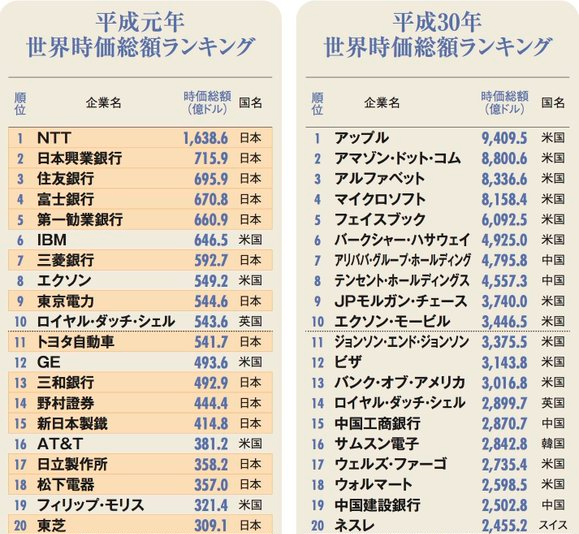 平成元年
世界時価総額ランキング
順位 企業名 時価総額(億ドル) 国名
1 NTT 1,638.6 日本
2 日本興業銀行 715.9 日本
3 住友銀行 695.9 日本
4 富士銀行 670.8 日本
5 第一勧業銀行 660.9 日本
6 IBM 646.5 米国
7 三菱銀行 592.7 日本
8 エクソン 549.2 米国
9 東京電力 544.6 日本
10 ロイヤル・ダッチ・シェル 543.6 英国
11 トヨタ自動車 541.7 日本
12 GE 493.6 米国
13 三和銀行 492.9 日本
14 野村證券 444.4 日本
15 新日本製鐵 414.8 日本
16 AT&T 381.2 米国
17 日立製作所 358.2 日本
18 松下電器 357.0 日本
19 フィリップ・モリス 321.4 米国
20 東芝 309.1 日本
平成30年
世界時価総額ランキング
順位 企業名 時価総額(億ドル) 国名
1 アップル 9,409.5 米国
2 アマゾン・ドット・コム 8,800.6 米国
3 アルファベット 8,336.6 米国
4 マイクロソフト 8,158.4 米国
5 フェイスブック 6,092.5 米国
6 バークシャー・ハサウェイ 4,925.0 米国
7 アリババ・グループ・ホールディング 4,795.8 中国
8 テンセント・ホールディングス 4,557.3 中国
9 JPモルガン・チェース 3,740.0 米国
10 エクソン・モービル 3,446.5 米国
11 ジョンソン・エンド・ジョンソン 3,375.5 米国
12 ビザ 3,143.8 米国
13 バンク・オブ・アメリカ 3,016.8 米国
14 ロイヤル・ダッチ・シェル 2,899.7 英国
15 中国工商銀行 2,870.7 中国
16 サムスン電子 2,842.8 韓国
17 ウェルズ・ファーゴ 2,735.4 米国
18 ウォルマート 2,598.5 米国
19 中国建設銀行 2,502.8 中国
20 ネスレ 2,455.2 スイス